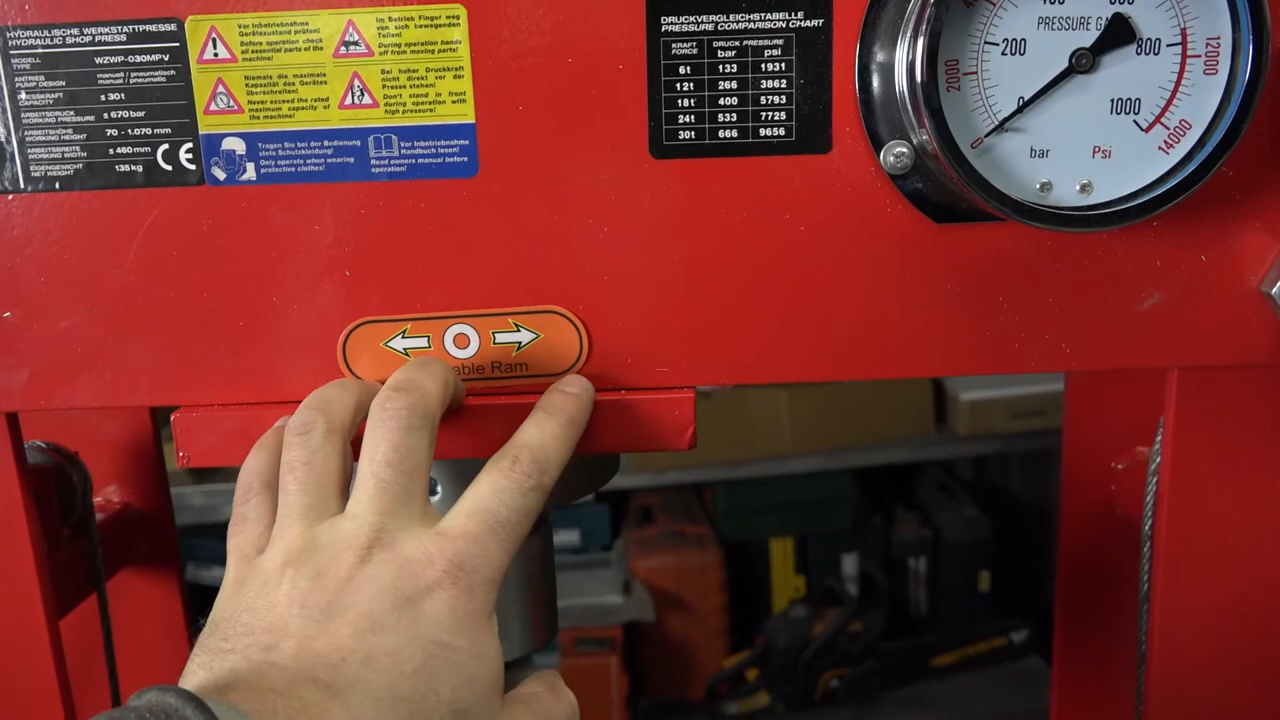 HYDRAULISCHE WERKSTATTPRESSE
HYDRAULIC SHOP PRESS
MODELL
TYPE
WZWP-030MPV
ANTRIEB
PUMP DESIGN
manuell / pneumatisch
manual / pneumatic
PRESSKRAFT
CAPACITY
≤ 30 t
ARBEITSDRUCK
WORKING PRESSURE
≤ 670 bar
ARBEITSHÖHE
WORKING HEIGHT
70 - 1.070 mm
ARBEITSBREITE
WORKING WIDTH
≤ 460 mm
EIGENGEWICHT
NET WEIGHT
135 kg
CE
Vor Inbetriebnahme
Gerätezustand prüfen!
Before operation check
all essential parts of the
machine!
Im Betrieb Finger weg
von sich bewegenden
Teilen!
During operation hands
off from moving parts!
Niemals die maximale
Kapazität des Gerätes
überschreiten!
Never exceed the rated
maximum capacity of
the machine!
Bei hoher Druckkraft
nicht direkt vor der
Presse stehen!
Don't stand in front
during operation with
high pressure!
Tragen Sie bei der Bedienung
stets Schutzkleidung!
Only operate when wearing
protective clothes!
Vor Inbetriebnahme
Handbuch lesen!
Read owners manual before
operation!
DRUCKVERGLEICHSTABELLE
PRESSURE COMPARISON CHART
KRAFT DRUCK PRESSURE
FORCE bar psi
6t 133 1931
12t 266 3862
18t 400 5793
24t 533 7725
30t 666 9656
PRESSURE
200 800
2000 12000
0 1000
0 14000
bar Psi
able Ram